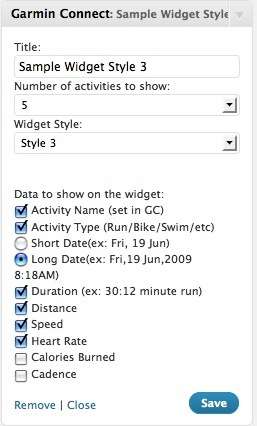 Garmin Connect: Sample Widget Style
Title:
Sample Widget Style 3
Number of activities to show:
5
Widget Style:
Style 3
Data to show on the widget:
Activity Name (set in GC)
Activity Type (Run/Bike/Swim/etc)
Short Date(ex: Fri, 19 Jun)
Long Date(ex: Fri,19 Jun,2009
8:18AM)
Duration (ex: 30:12 minute run)
Distance
Speed
Heart Rate
Calories Burned
Cadence
Remove | Close
Save